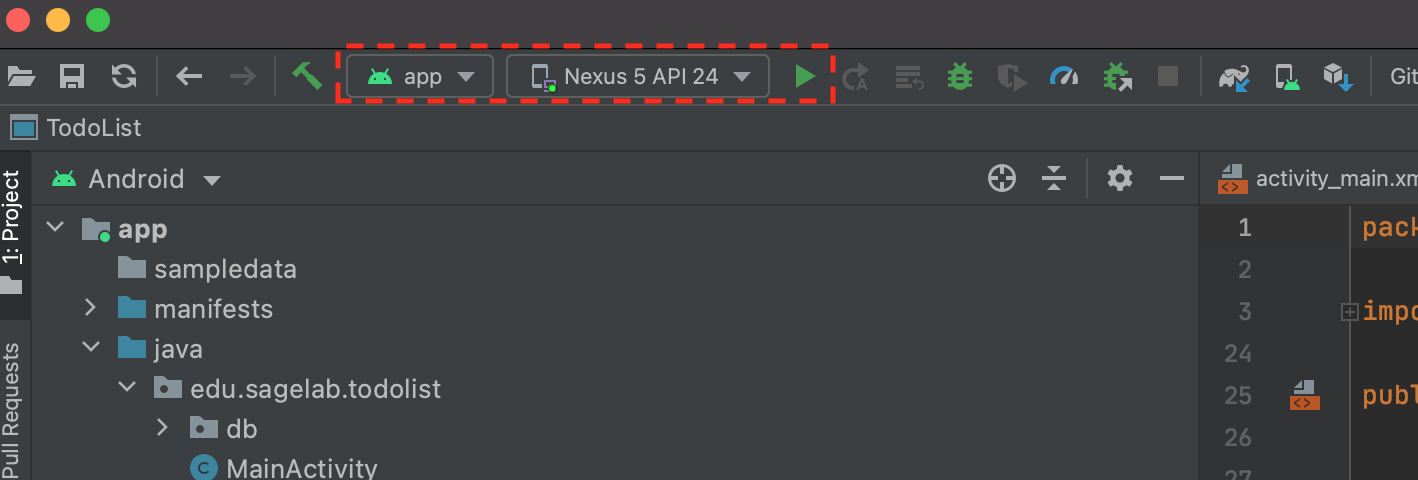 app Nexus 5 API 24 Git
TodoList
1: Project
Pull Requests
Android
app
sampledata
manifests
java
edu.sagelab.todolist
db
MainActivity
activity_main.xm
1 pack
2
3 impo
24
25 publ
26
27